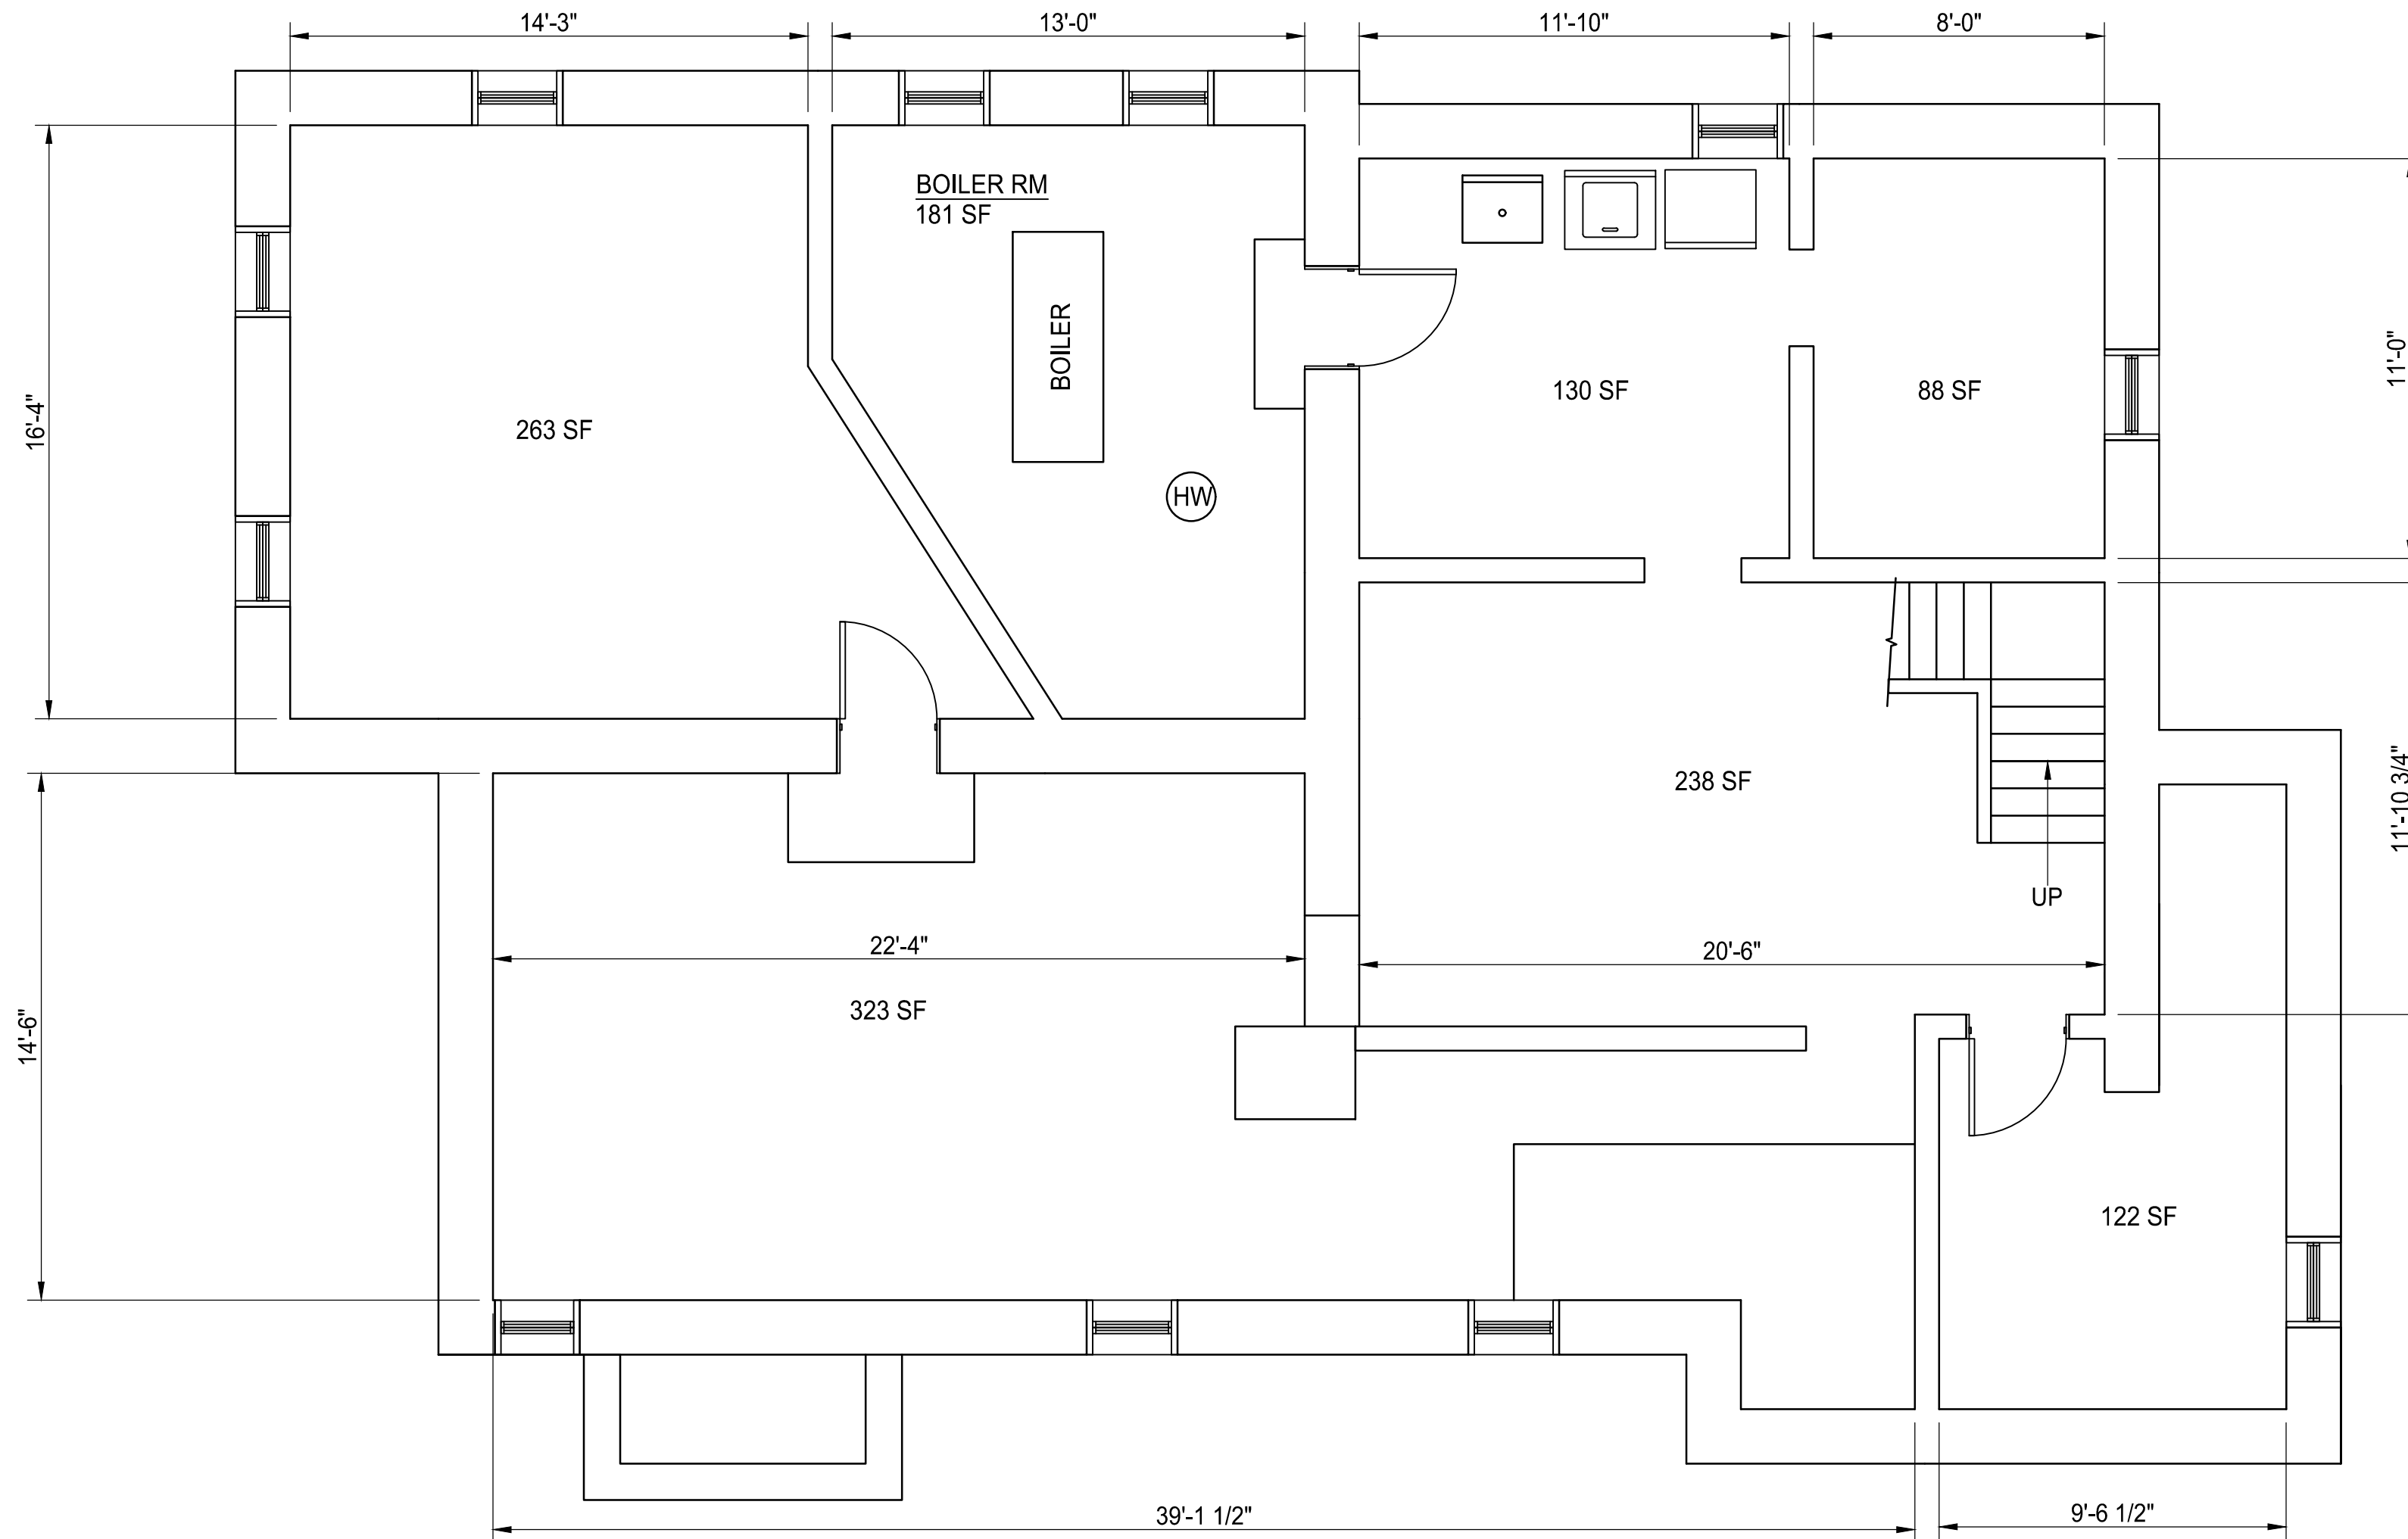 14'-3"
13'-0"
11'-10"
8'-0"
BOILER RM
181 SF
BOILER
11'-0"
130 SF
88 SF
16'-4"
263 SF
HW
238 SF
11'-10 3/4"
UP
22'-4"
20'-6"
323 SF
14'-6"
122 SF
39'-1 1/2"
9'-6 1/2"